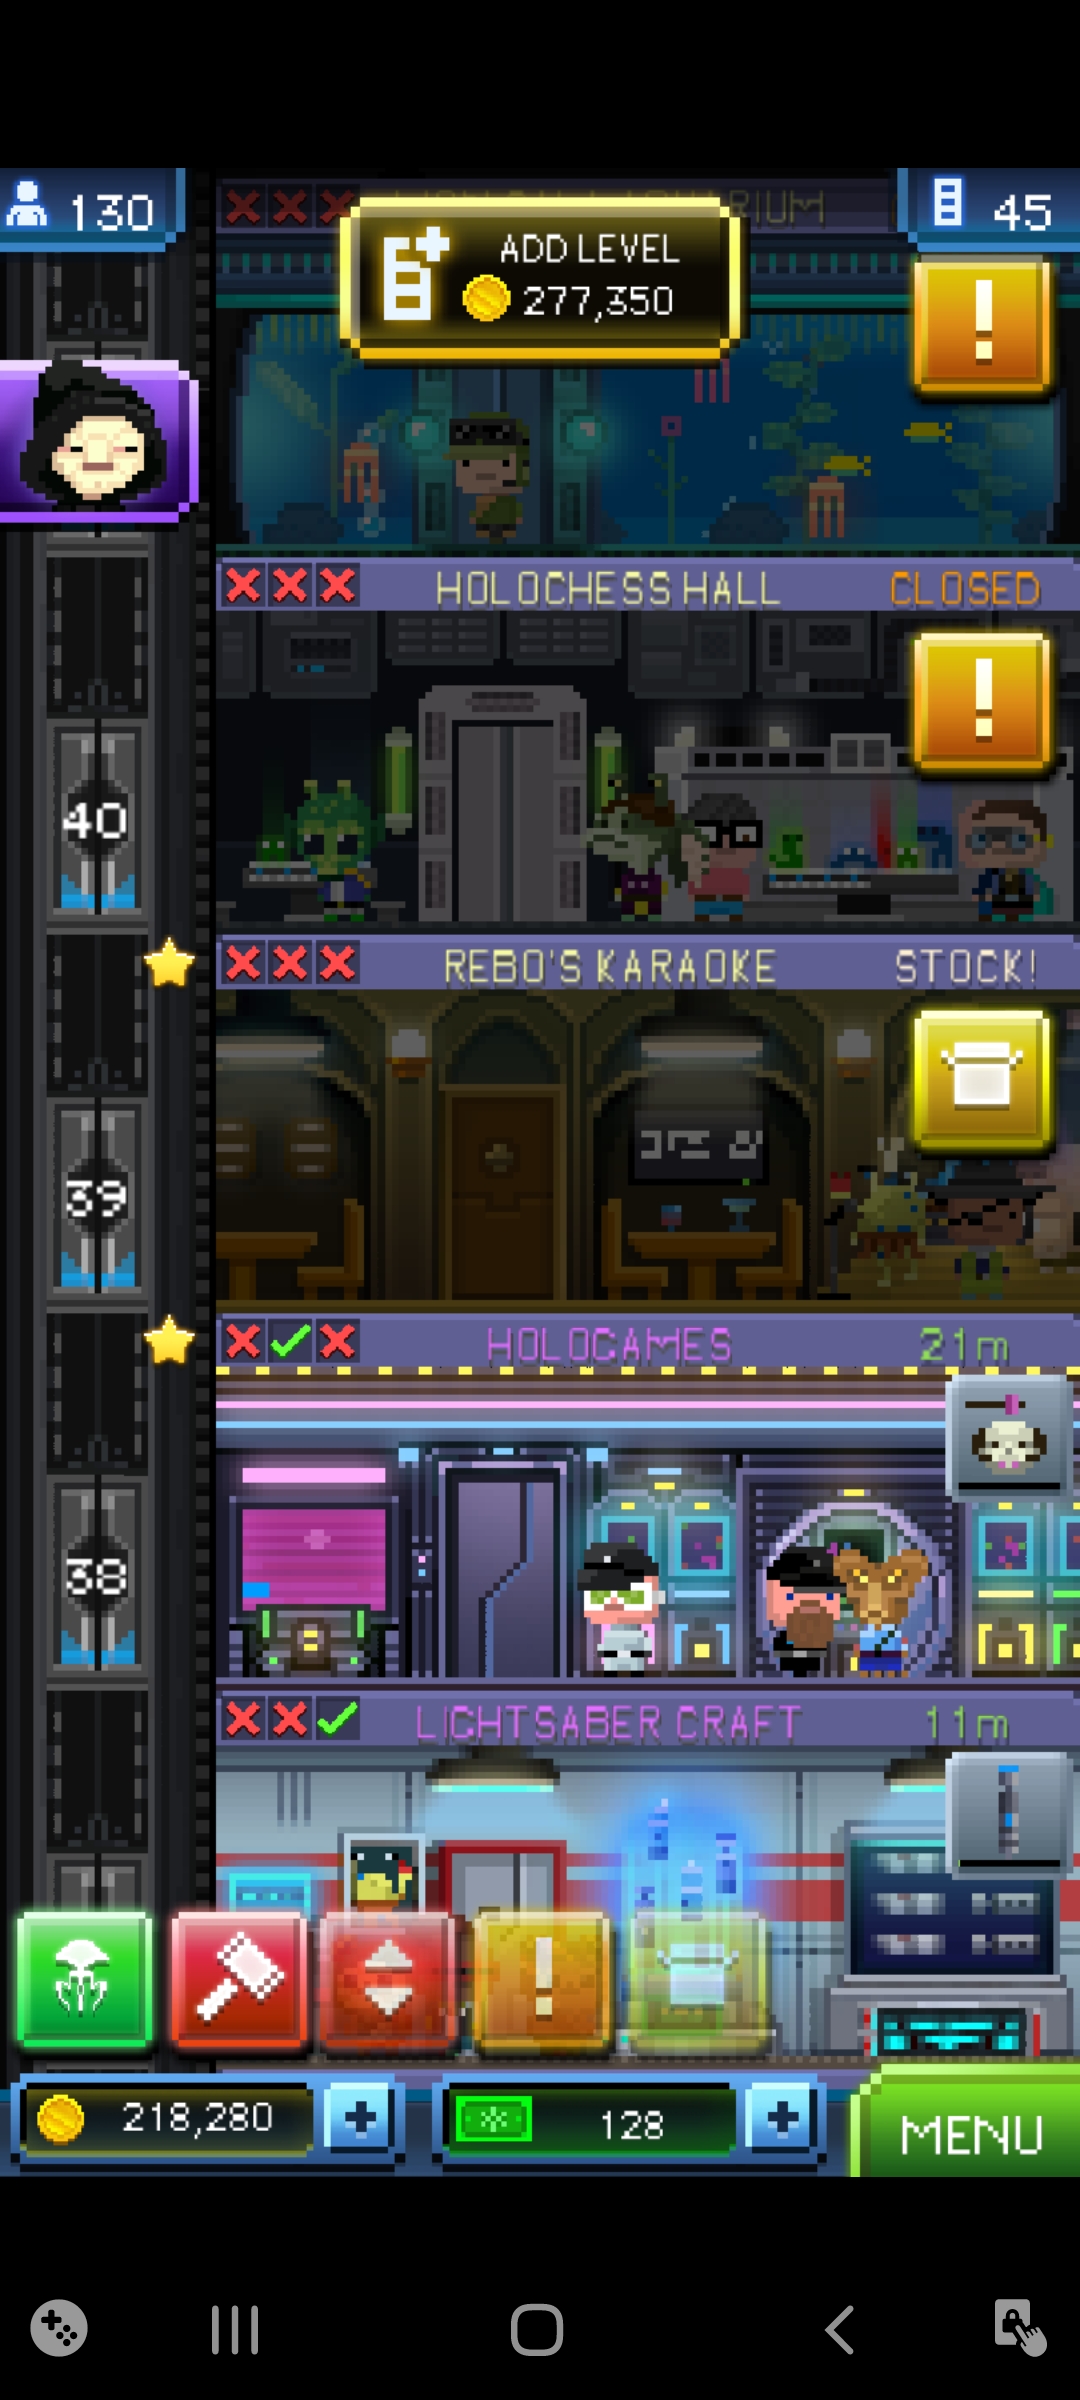 130
45
RIUM
ADD LEVEL
277,350
HOLOCHESS HALL CLOSED
40
REBO'S KARAOKE STOCK!
39
HOLOGAMES 21m
38
LIGHTSABER CRAFT 11m
218,280
128
MENU